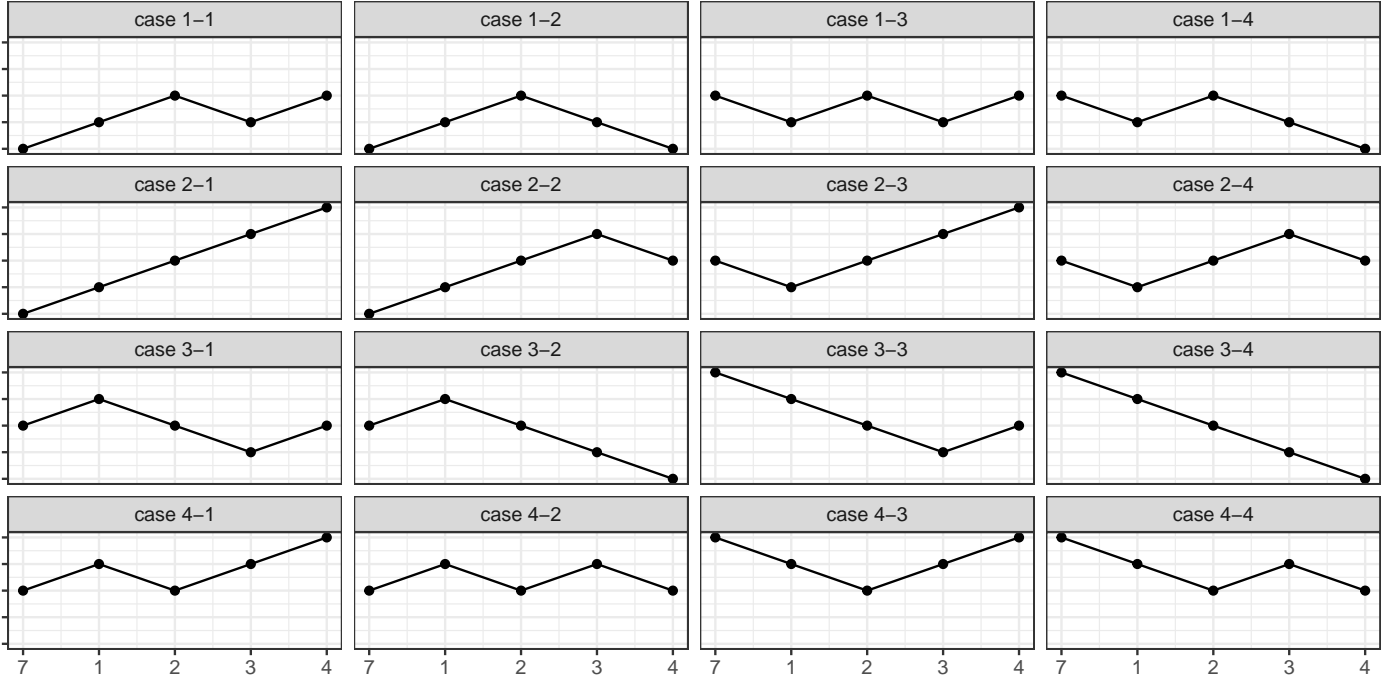 case 1−1 case 1−2 case 1−3 case 1−4
case 2−1 case 2−2 case 2−3 case 2−4
case 3−1 case 3−2 case 3−3 case 3−4
case 4−1 case 4−2 case 4−3 case 4−4
7 1 2 3 4 7 1 2 3 4 7 1 2 3 4 7 1 2 3 4